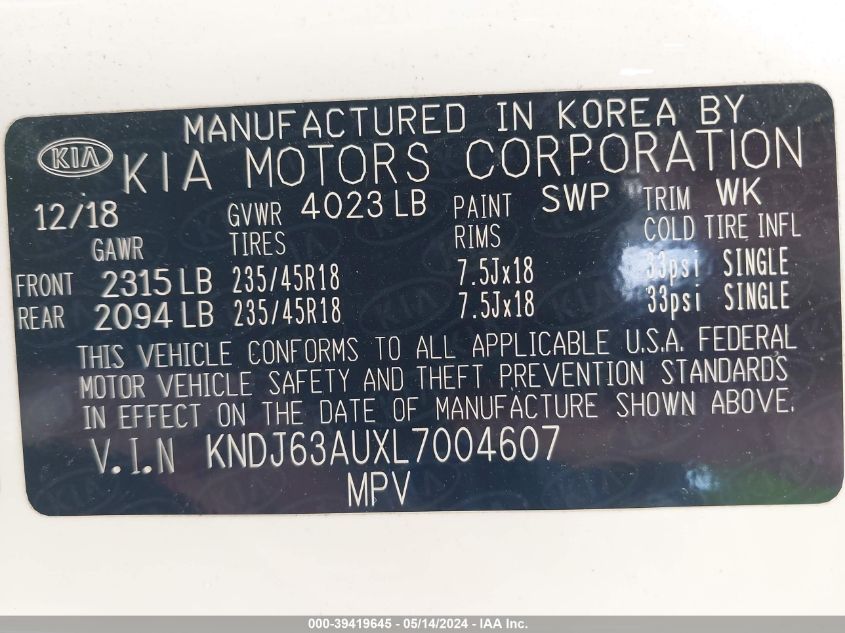 MANUFACTURED IN KOREA BY
KIA KIA MOTORS CORPORATION
12/18 GVWR 4023 LB PAINT SWP TRIM WK
GAWR TIRES RIMS COLD TIRE INFL
FRONT 2315 LB 235/45R18 7.5Jx18 33psi SINGLE
REAR 2094 LB 235/45R18 7.5Jx18 33psi SINGLE
THIS VEHICLE CONFORMS TO ALL APPLICABLE U.S.A. FEDERAL
MOTOR VEHICLE SAFETY AND THEFT PREVENTION STANDARDS
IN EFFECT ON THE DATE OF MANUFACTURE SHOWN ABOVE.
V.I.N KNDJ63AUXL7004607
MPV
000-39419645 - 05/14/2024 - IAA Inc.